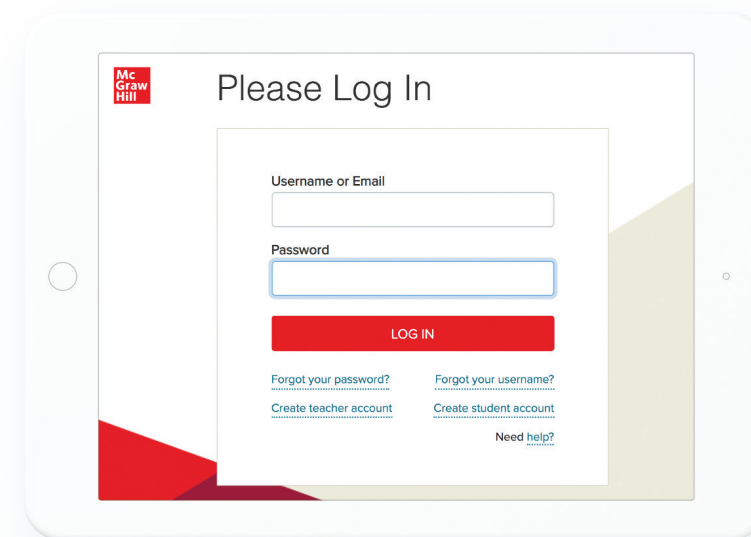 Mc
Graw
Hill
Please Log In
Username or Email
Password
LOG IN
Forgot your password? Forgot your username?
Create teacher account Create student account
Need help?